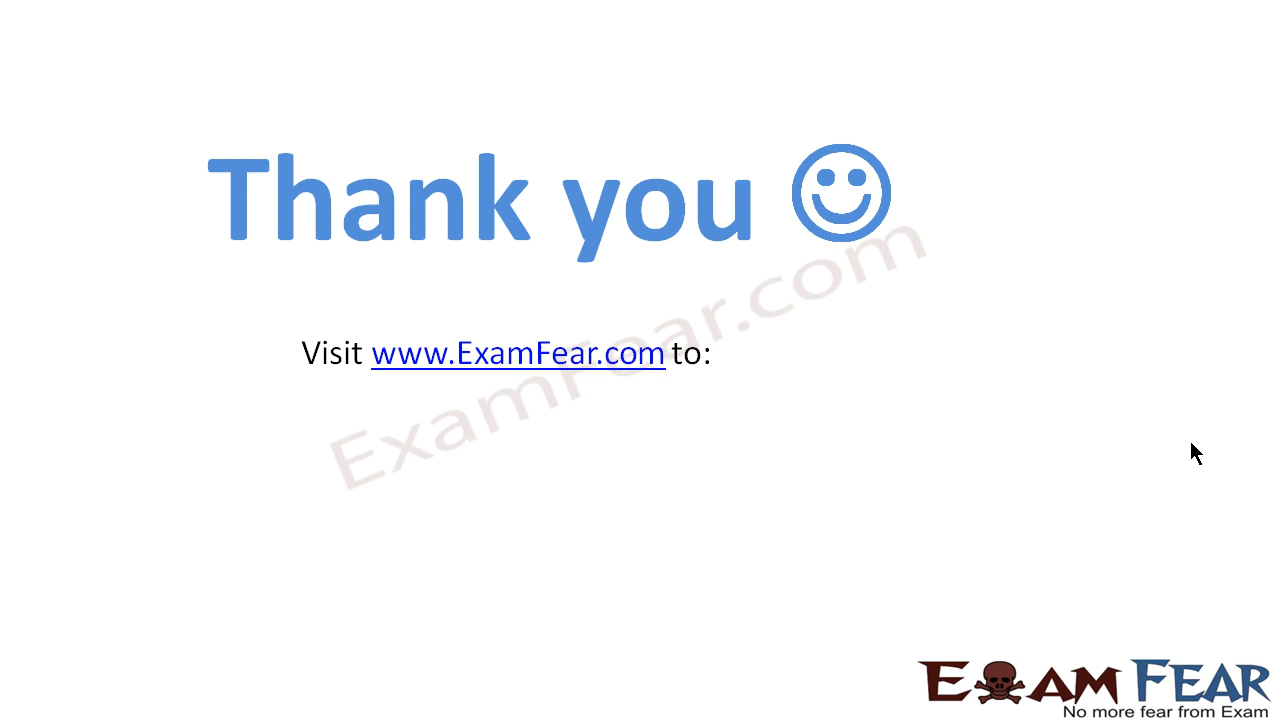 Thank you ☺
Visit www.ExamFear.com to:
ExamFear.com
EXAM FEAR
No more fear from Exam